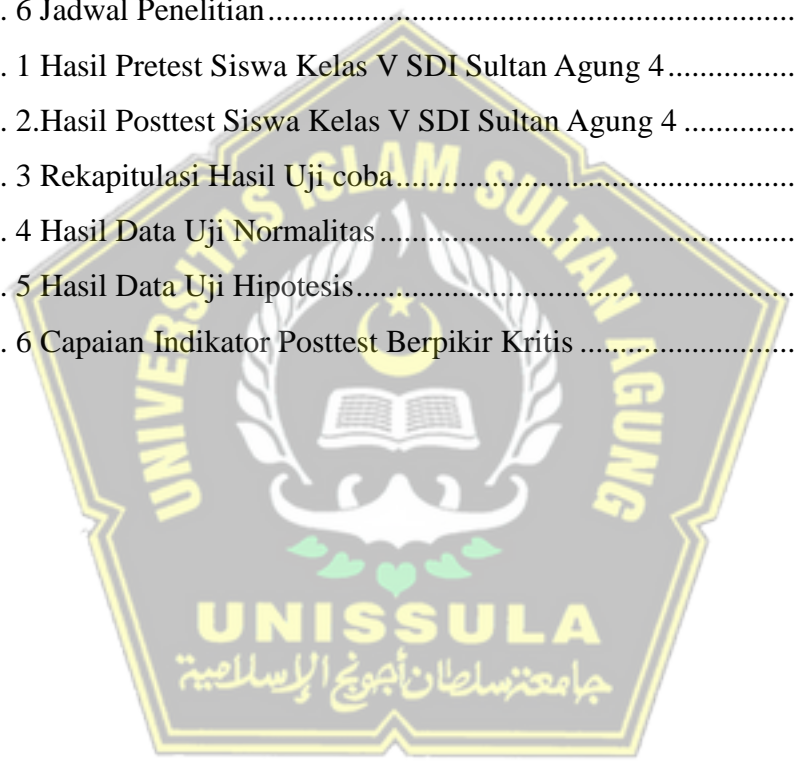 . 6 Jadwal Penelitian........................................................................
. 1 Hasil Pretest Siswa Kelas V SDI Sultan Agung 4...............
. 2.Hasil Posttest Siswa Kelas V SDI Sultan Agung 4 .............
. 3 Rekapitulasi Hasil Uji coba.................................................
. 4 Hasil Data Uji Normalitas ...................................................
. 5 Hasil Data Uji Hipotesis......................................................
. 6 Capaian Indikator Posttest Berpikir Kritis ..........................
UNIVERSITAS ISLAM SULTAN AGUNG
UNISSULA
جامعة سلطان أجونج الإسلامية